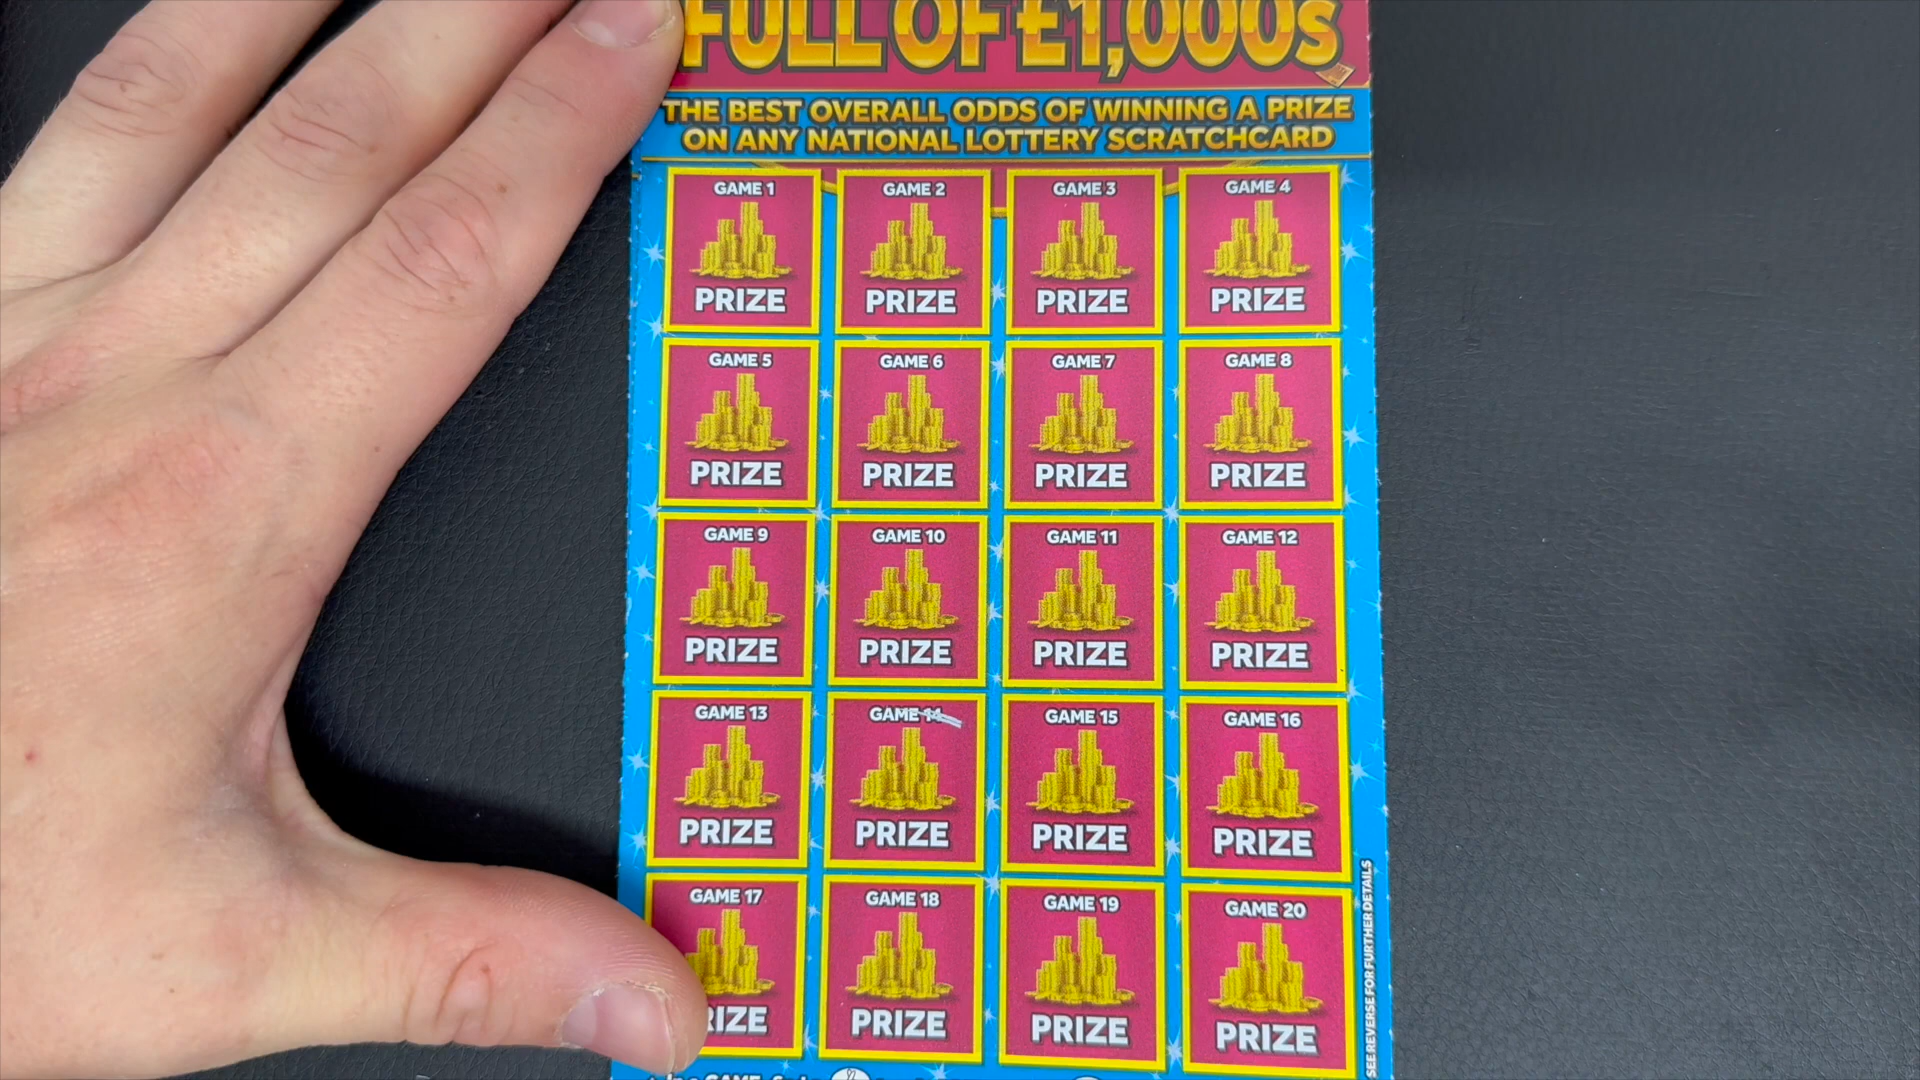 FULL OF £1,000s
THE BEST OVERALL ODDS OF WINNING A PRIZE
ON ANY NATIONAL LOTTERY SCRATCHCARD
GAME 1 GAME 2 GAME 3 GAME 4
PRIZE PRIZE PRIZE PRIZE
GAME 5 GAME 6 GAME 7 GAME 8
PRIZE PRIZE PRIZE PRIZE
GAME 9 GAME 10 GAME 11 GAME 12
PRIZE PRIZE PRIZE PRIZE
GAME 13 GAME 14 GAME 15 GAME 16
PRIZE PRIZE PRIZE PRIZE
GAME 17 GAME 18 GAME 19 GAME 20
RIZE PRIZE PRIZE PRIZE
GAME
SEE REVERSE FOR FURTHER DETAILS